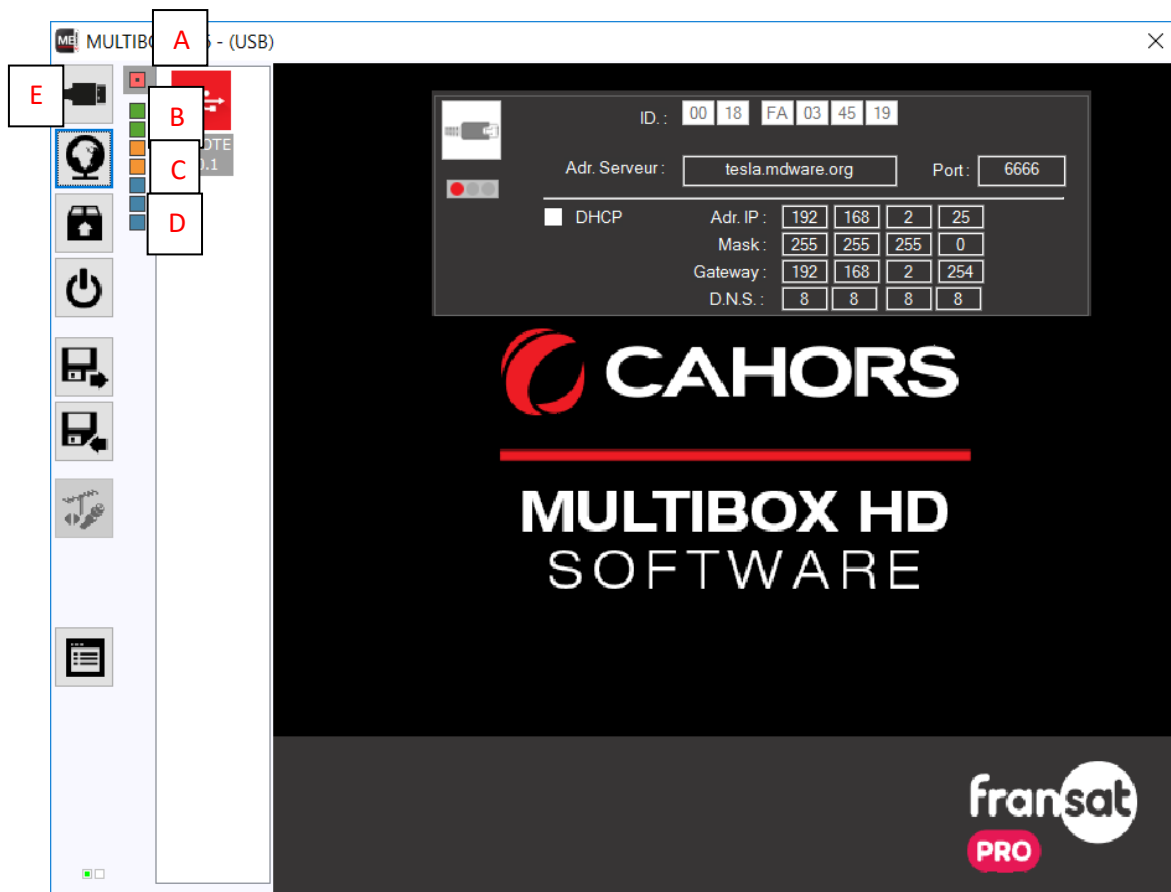 MULTIBO - (USB)
A
E
B
C
D
OTE
.1
ID. : 00 18 FA 03 45 19
Adr. Serveur : tesla.mdware.org Port : 6666
DHCP Adr. IP : 192 168 2 25
Mask : 255 255 255 0
Gateway : 192 168 2 254
D.N.S. : 8 8 8 8
CAHORS
MULTIBOX HD
SOFTWARE
fransat
PRO